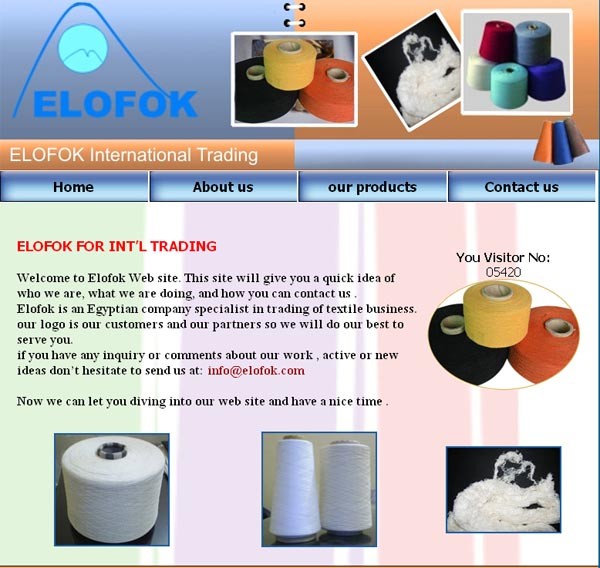 ELOFOK
ELOFOK International Trading
Home
About us
our products
Contact us
ELOFOK FOR INT'L TRADING
Welcome to Elofok Web site. This site will give you a quick idea of
who we are, what we are doing, and how you can contact us .
Elofok is an Egyptian company specialist in trading of textile business.
our logo is our customers and our partners so we will do our best to
serve you.
if you have any inquiry or comments about our work , active or new
ideas don't hesitate to send us at: info@elofok.com
Now we can let you diving into our web site and have a nice time .
You Visitor No:
05420